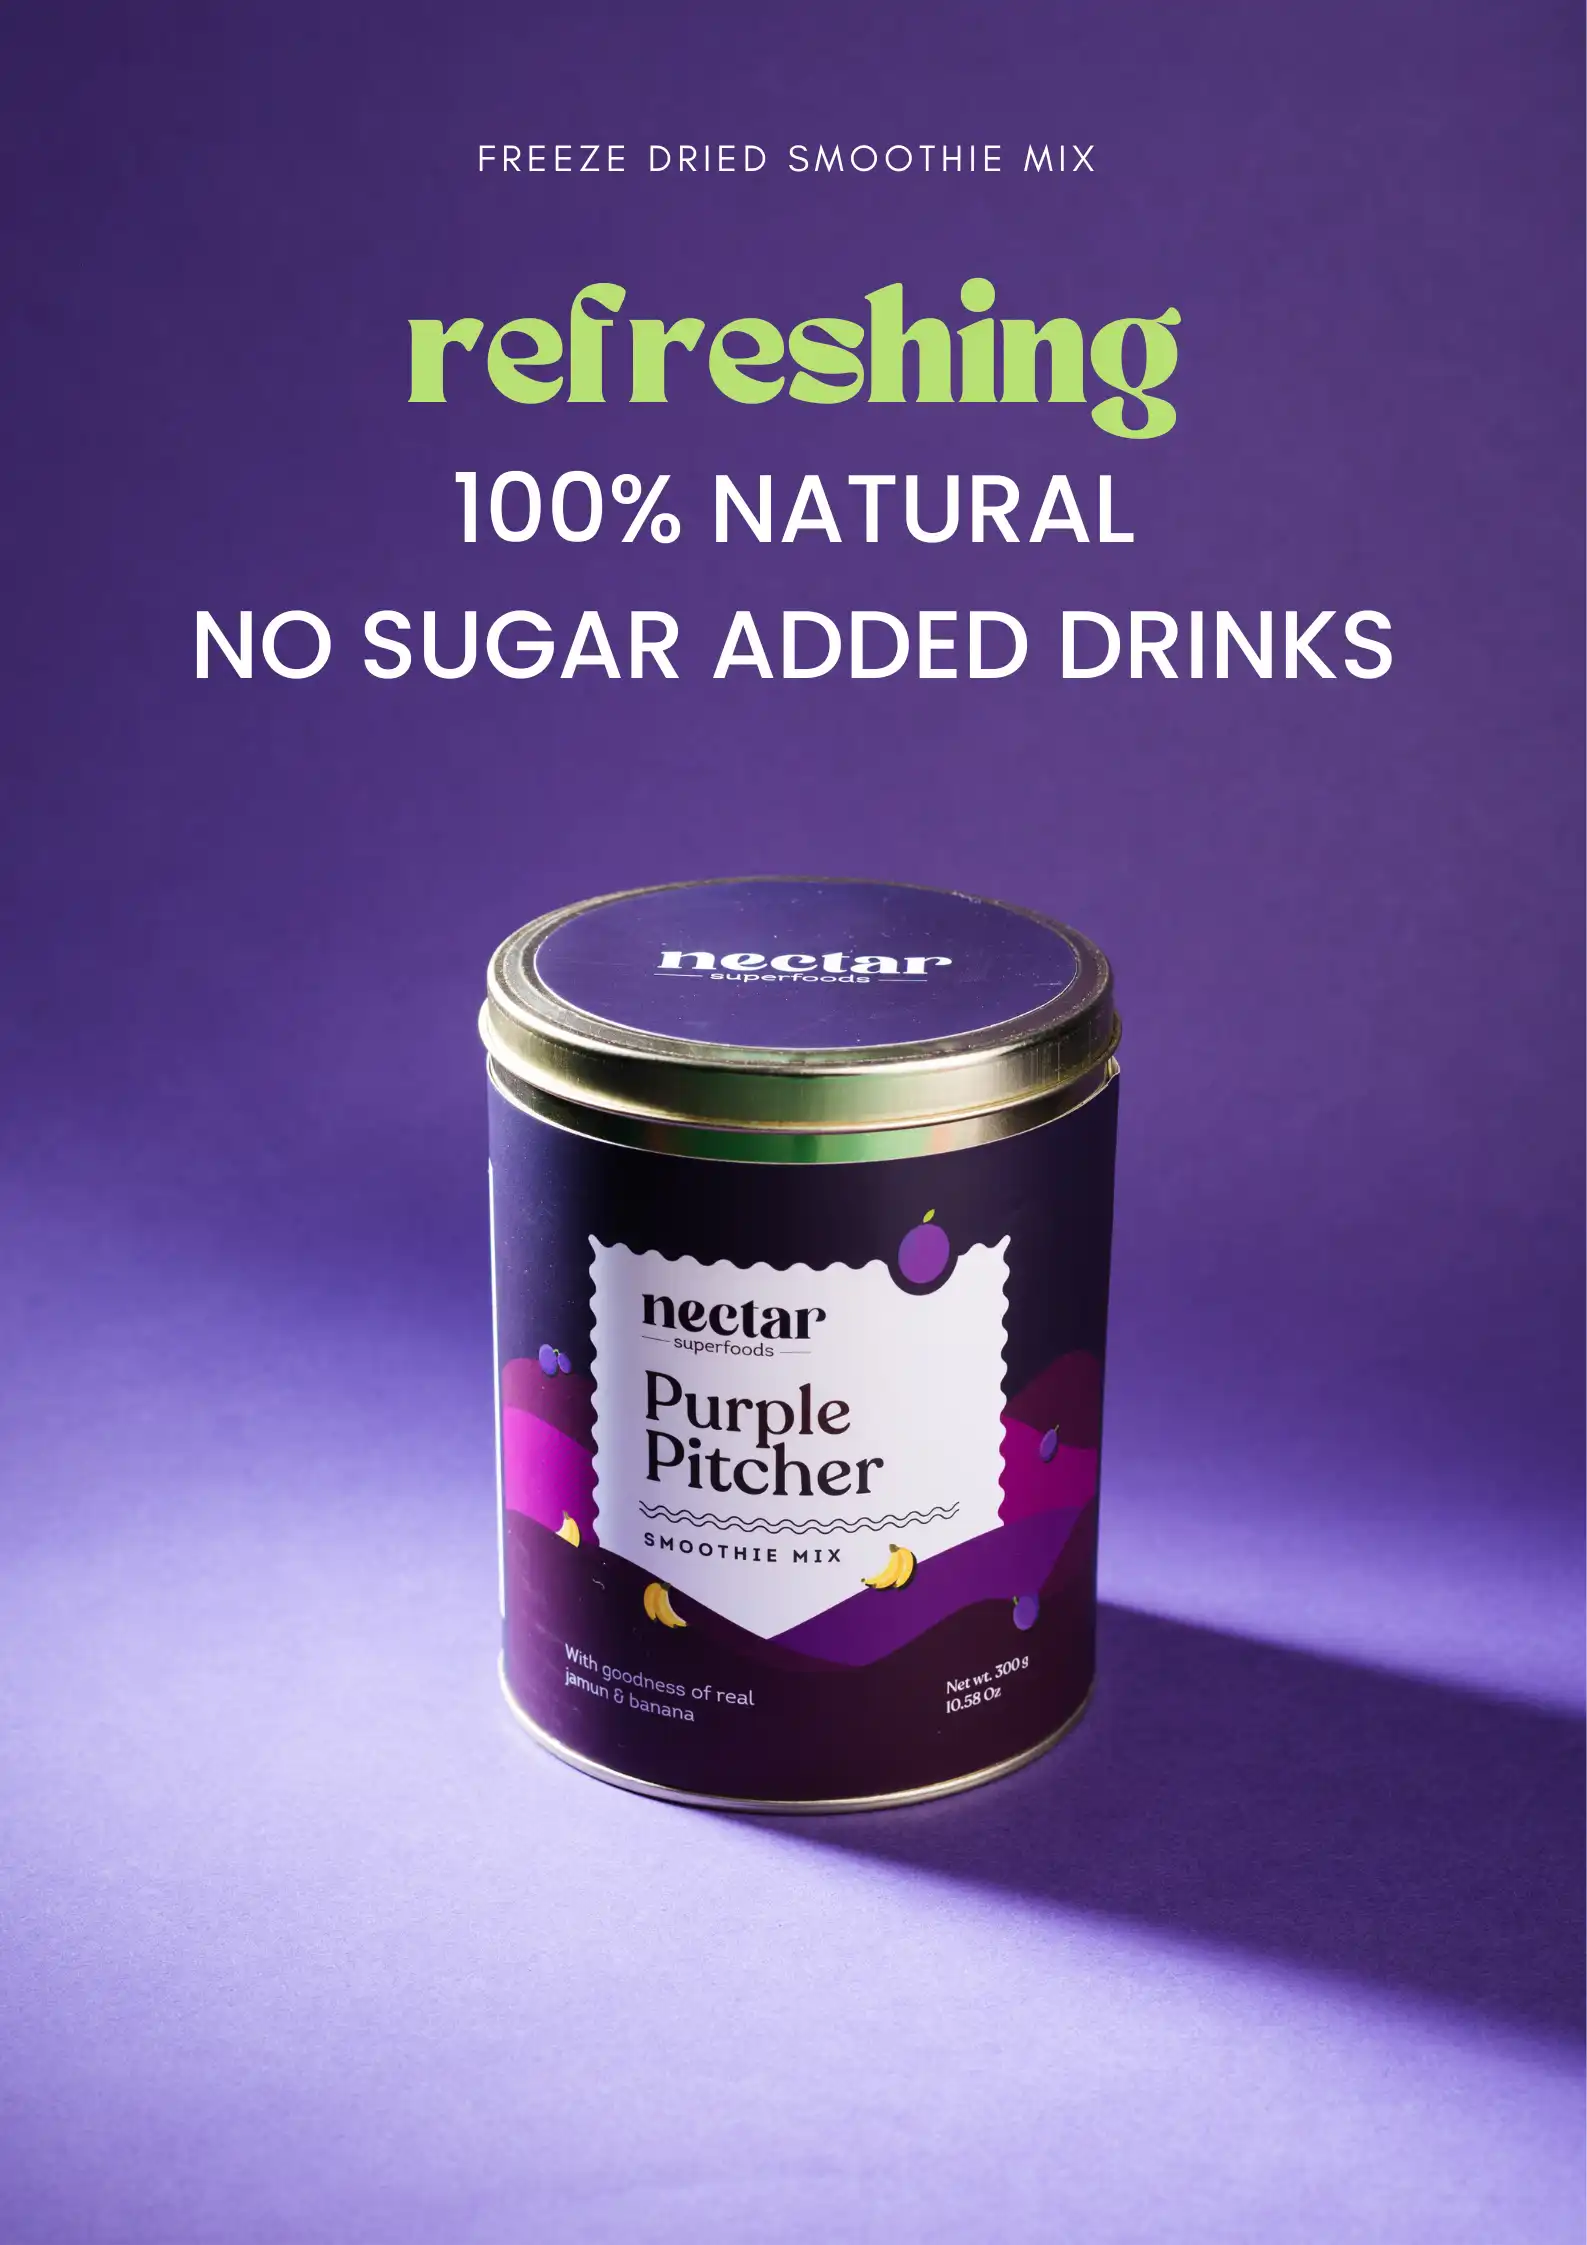 FREEZE DRIED SMOOTHIE MIX
refreshing
100% NATURAL
NO SUGAR ADDED DRINKS
nectar
superfoods
nectar
superfoods
Purple
Pitcher
SMOOTHIE MIX
With goodness of real
jamun & banana
Net wt. 300 g
10.58 Oz